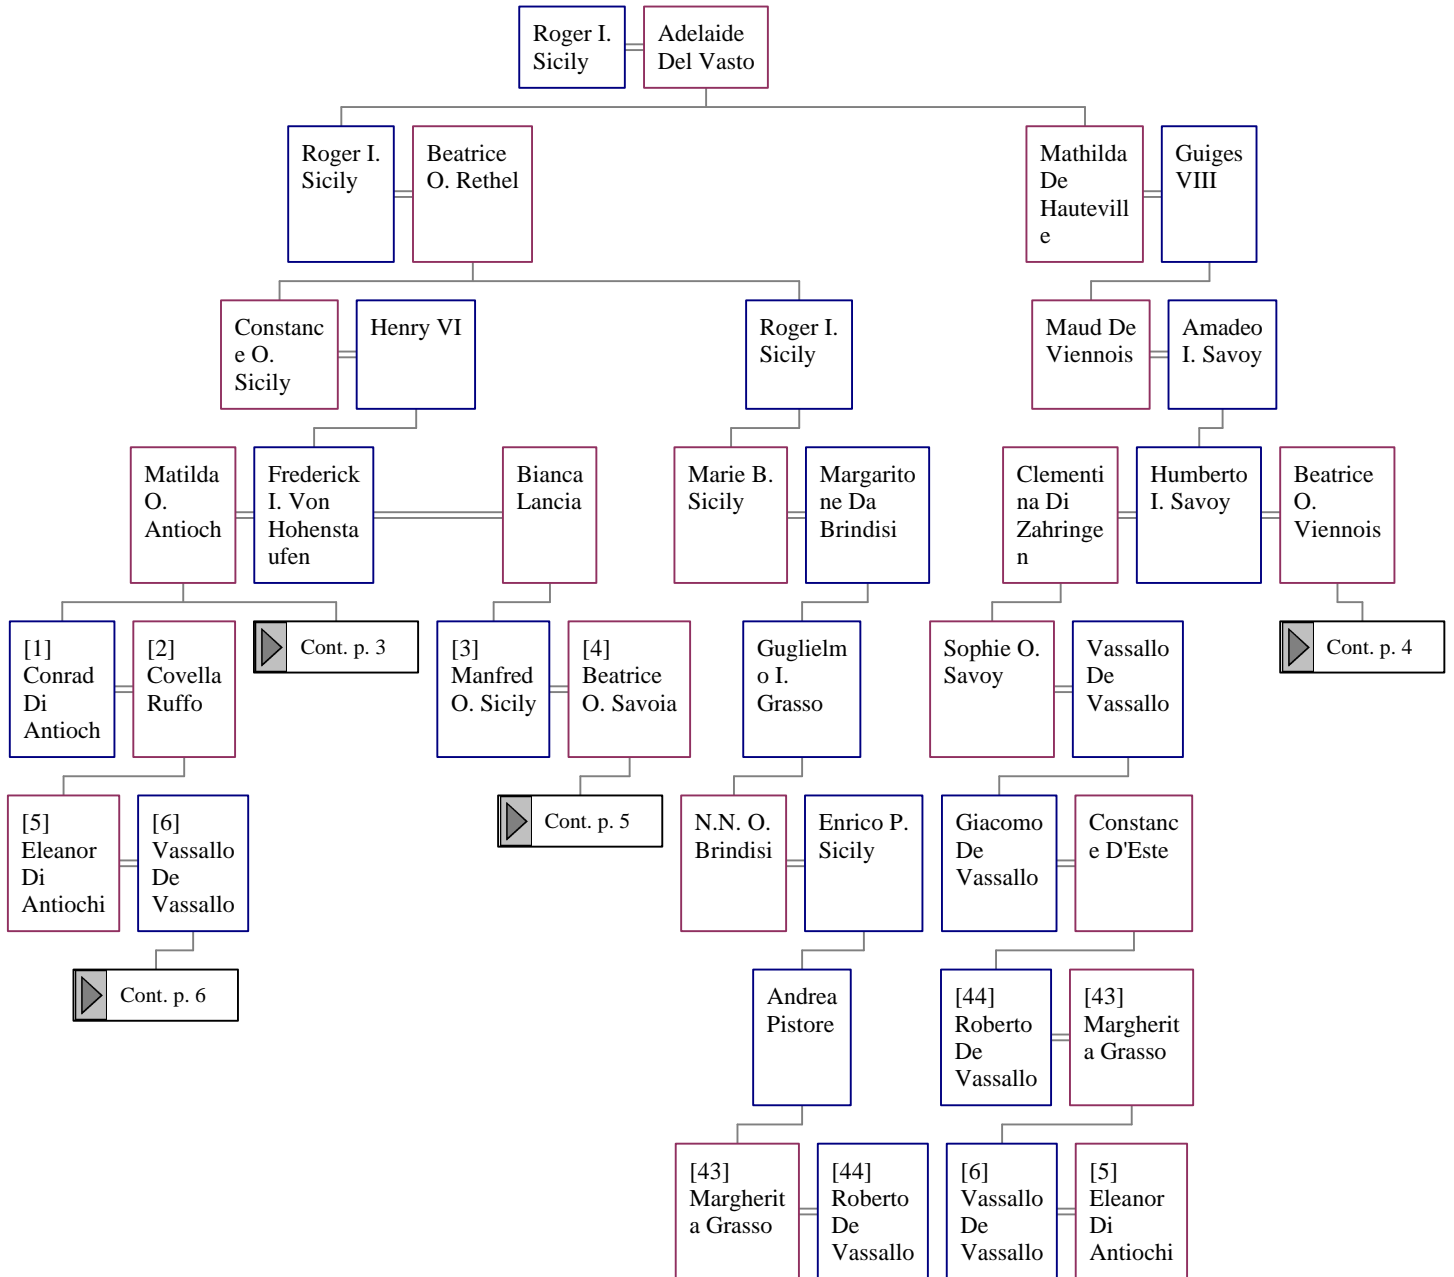 Roger I.
Sicily
Adelaide
Del Vasto
Roger I.
Sicily
Beatrice
O. Rethel
Mathilda
De
Hautevill
e
Guiges
VIII
Constanc
e O.
Sicily
Henry VI
Roger I.
Sicily
Maud De
Viennois
Amadeo
I. Savoy
Matilda
O.
Antioch
Frederick
I. Von
Hohensta
ufen
Bianca
Lancia
Marie B.
Sicily
Margarito
ne Da
Brindisi
Clementi
na Di
Zahringe
n
Humberto
I. Savoy
Beatrice
O.
Viennois
[1]
Conrad
Di
Antioch
[2]
Covella
Ruffo
Cont. p. 3
[3]
Manfred
O. Sicily
[4]
Beatrice
O. Savoia
Guglielm
o I.
Grasso
Sophie O.
Savoy
Vassallo
De
Vassallo
Cont. p. 4
[5]
Eleanor
Di
Antiochi
[6]
Vassallo
De
Vassallo
Cont. p. 5
N.N. O.
Brindisi
Enrico P.
Sicily
Giacomo
De
Vassallo
Constanc
e D'Este
Cont. p. 6
Andrea
Pistore
[44]
Roberto
De
Vassallo
[43]
Margherit
a Grasso
[43]
Margherit
a Grasso
[44]
Roberto
De
Vassallo
[6]
Vassallo
De
Vassallo
[5]
Eleanor
Di
Antiochi